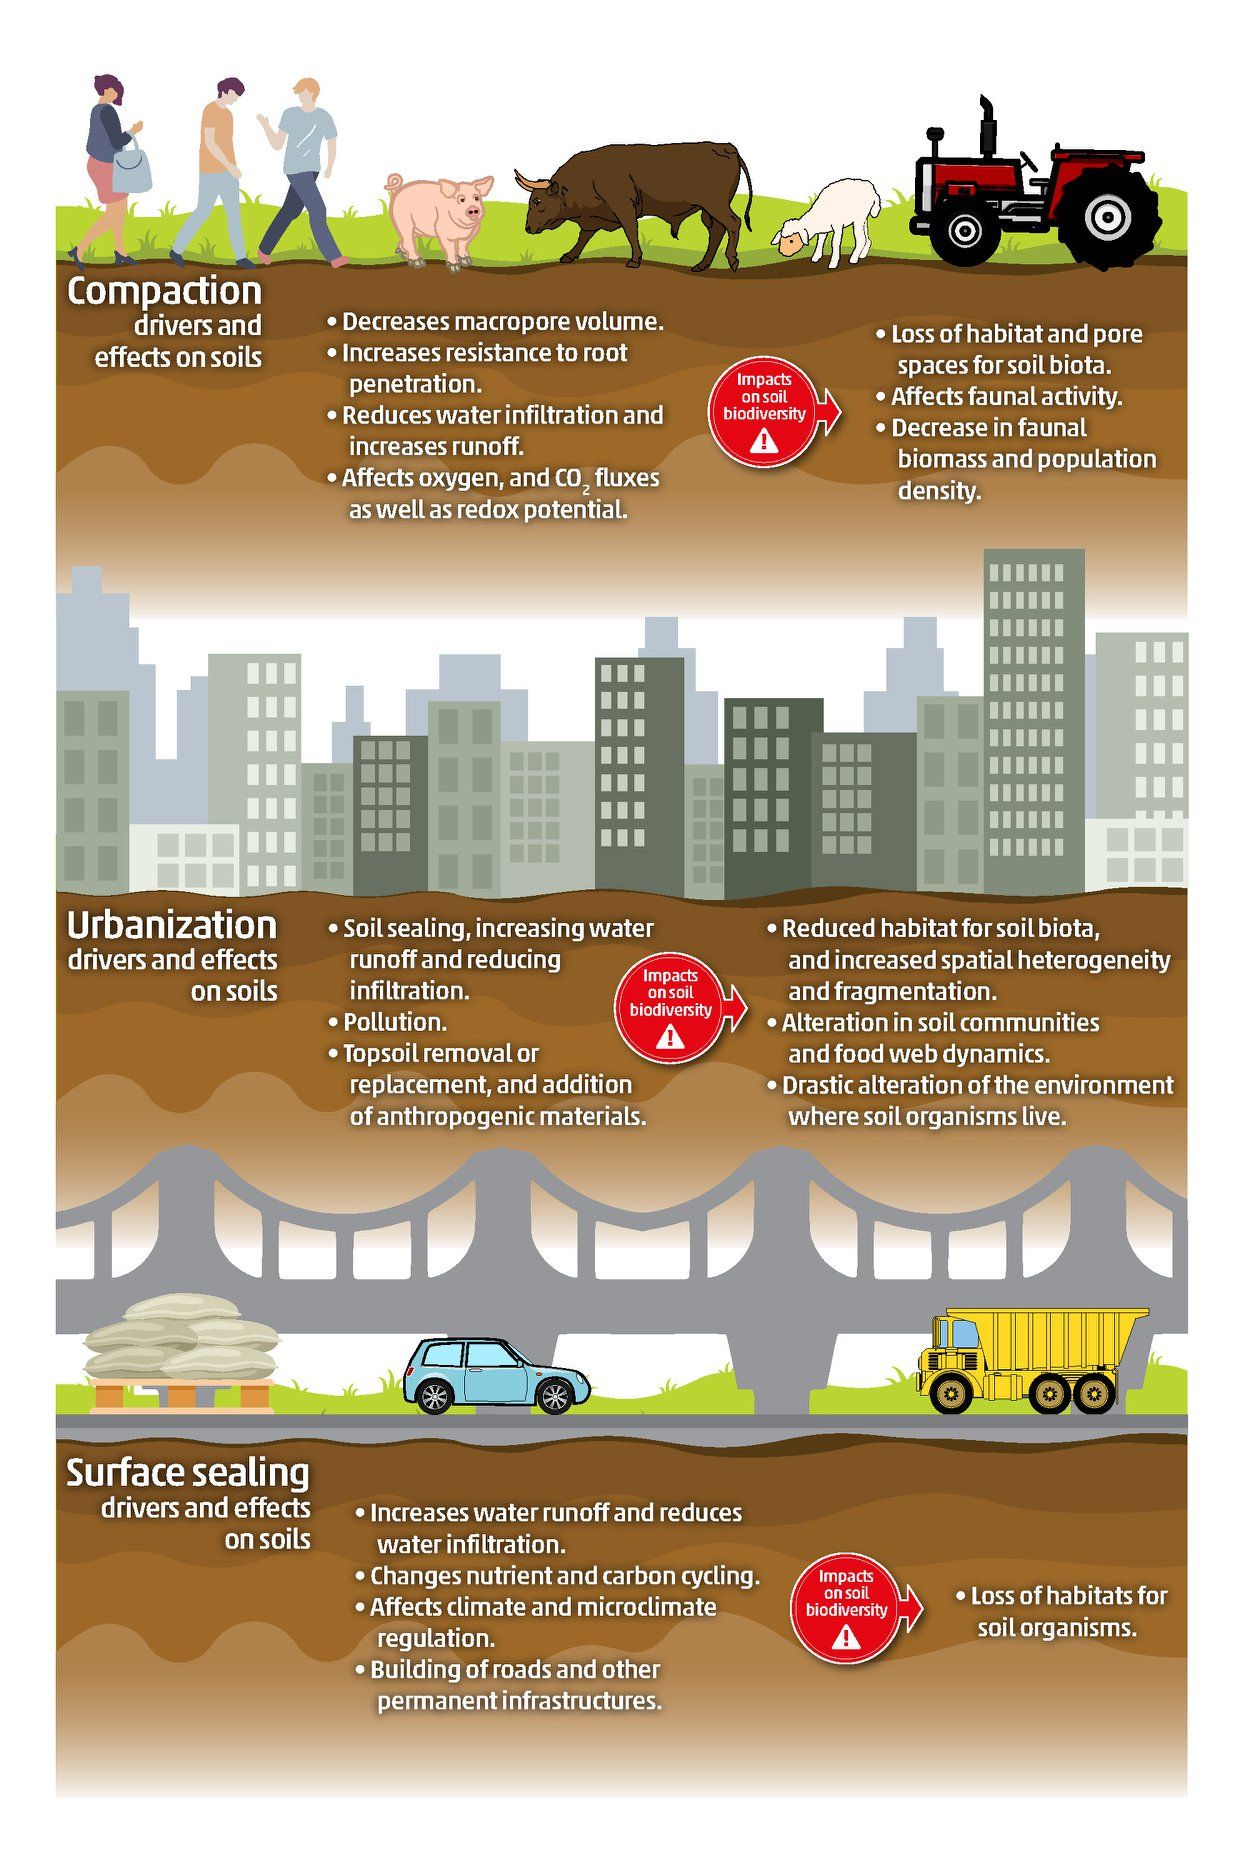 Compaction
drivers and
effects on soils
• Decreases macropore volume.
• Increases resistance to root
penetration.
• Reduces water infiltration and
increases runoff.
• Affects oxygen, and CO₂ fluxes
as well as redox potential.
Impacts
on soil
biodiversity
!
• Loss of habitat and pore
spaces for soil biota.
• Affects faunal activity.
• Decrease in faunal
biomass and population
density.
Urbanization
drivers and effects
on soils
• Soil sealing, increasing water
runoff and reducing
infiltration.
• Pollution.
• Topsoil removal or
replacement, and addition
of anthropogenic materials.
Impacts
on soil
biodiversity
!
• Reduced habitat for soil biota,
and increased spatial heterogeneity
and fragmentation.
• Alteration in soil communities
and food web dynamics.
• Drastic alteration of the environment
where soil organisms live.
Surface sealing
drivers and effects
on soils
• Increases water runoff and reduces
water infiltration.
• Changes nutrient and carbon cycling.
• Affects climate and microclimate
regulation.
• Building of roads and other
permanent infrastructures.
Impacts
on soil
biodiversity
!
• Loss of habitats for
soil organisms.